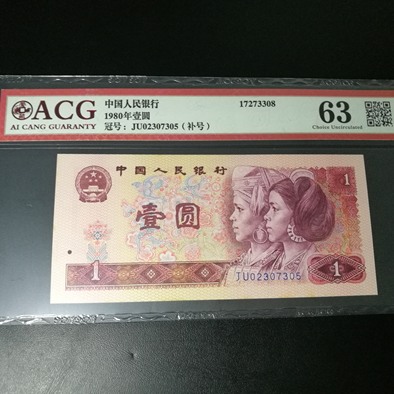 ACG
AI CANG GUARANTY
中国人民银行
1980年壹圆
冠号：JU02307305（补号）
17273308
63
Choice Uncirculated
中国人民银行
1
壹圆
1
JU02307305
1